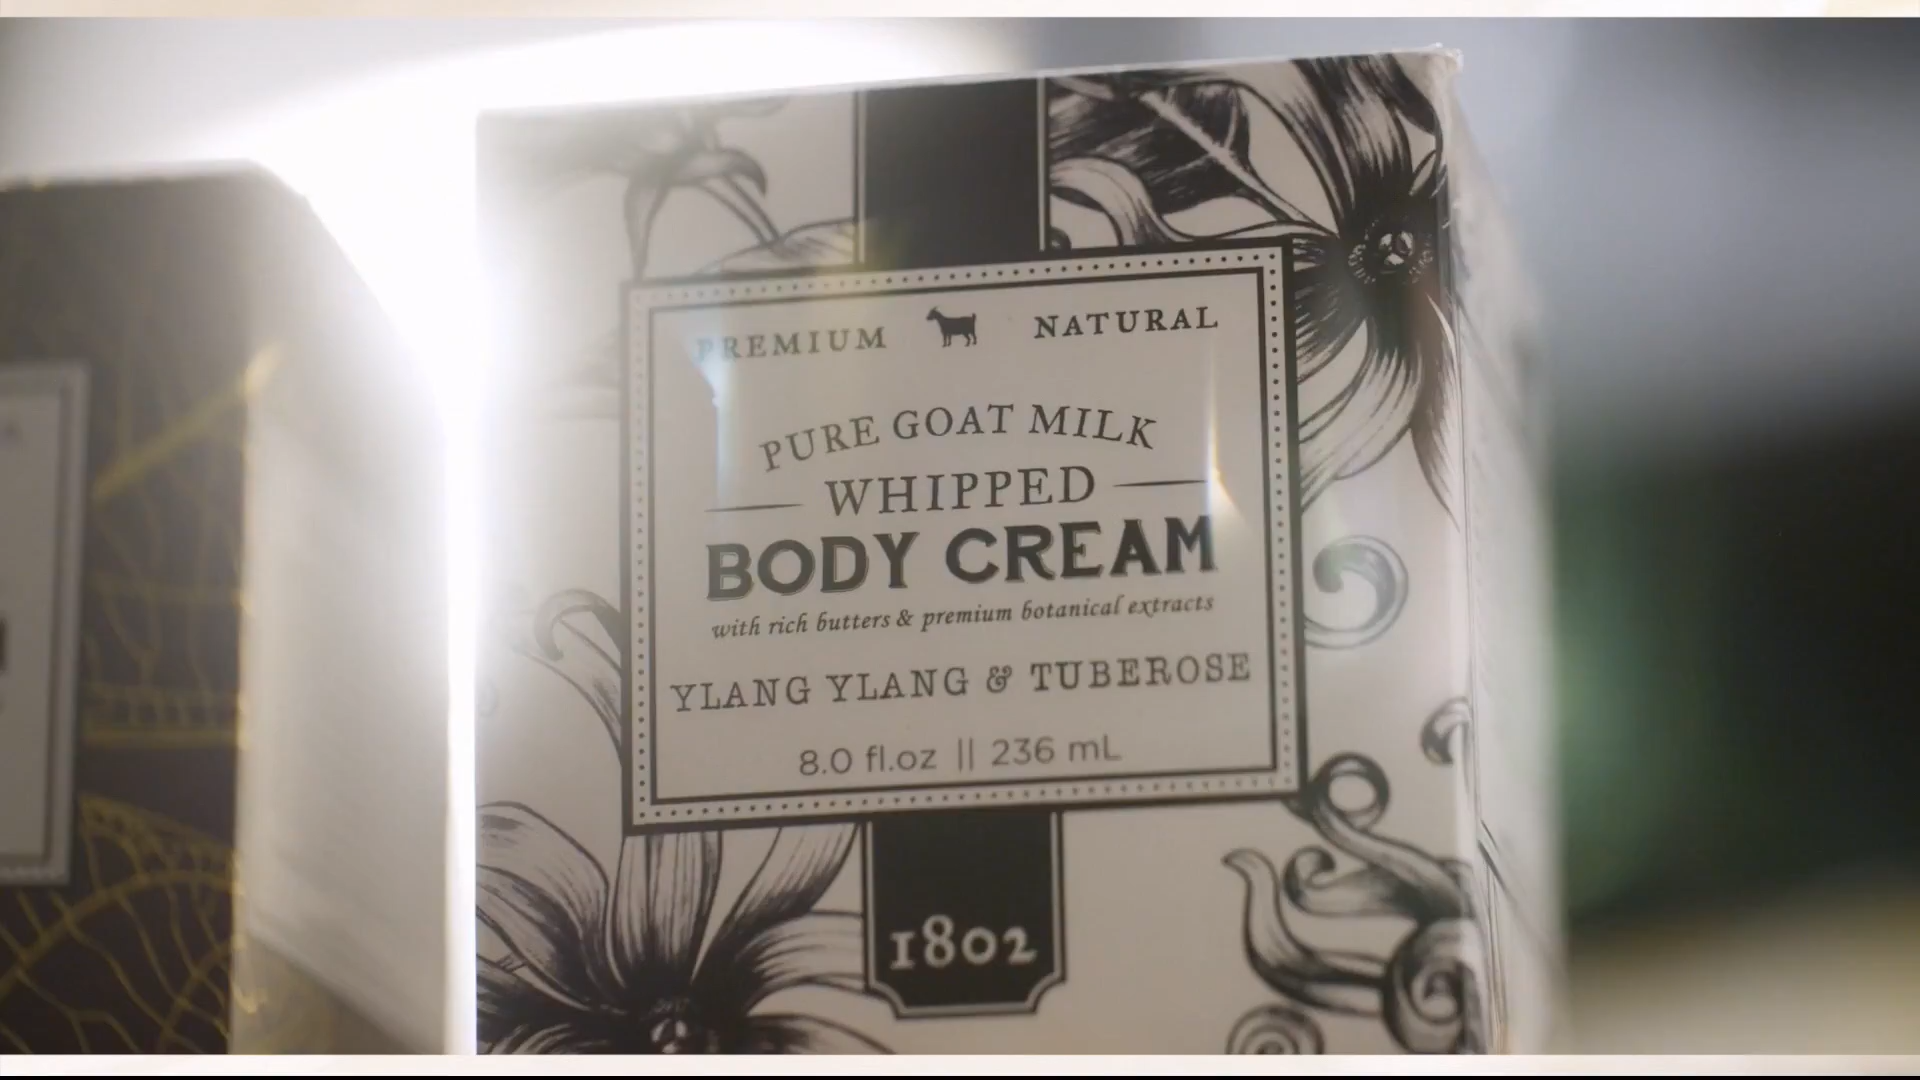 PREMIUM NATURAL
PURE GOAT MILK
WHIPPED
BODY CREAM
with rich butters & premium botanical extracts
YLANG YLANG & TUBEROSE
8.0 fl.oz || 236 mL
1802